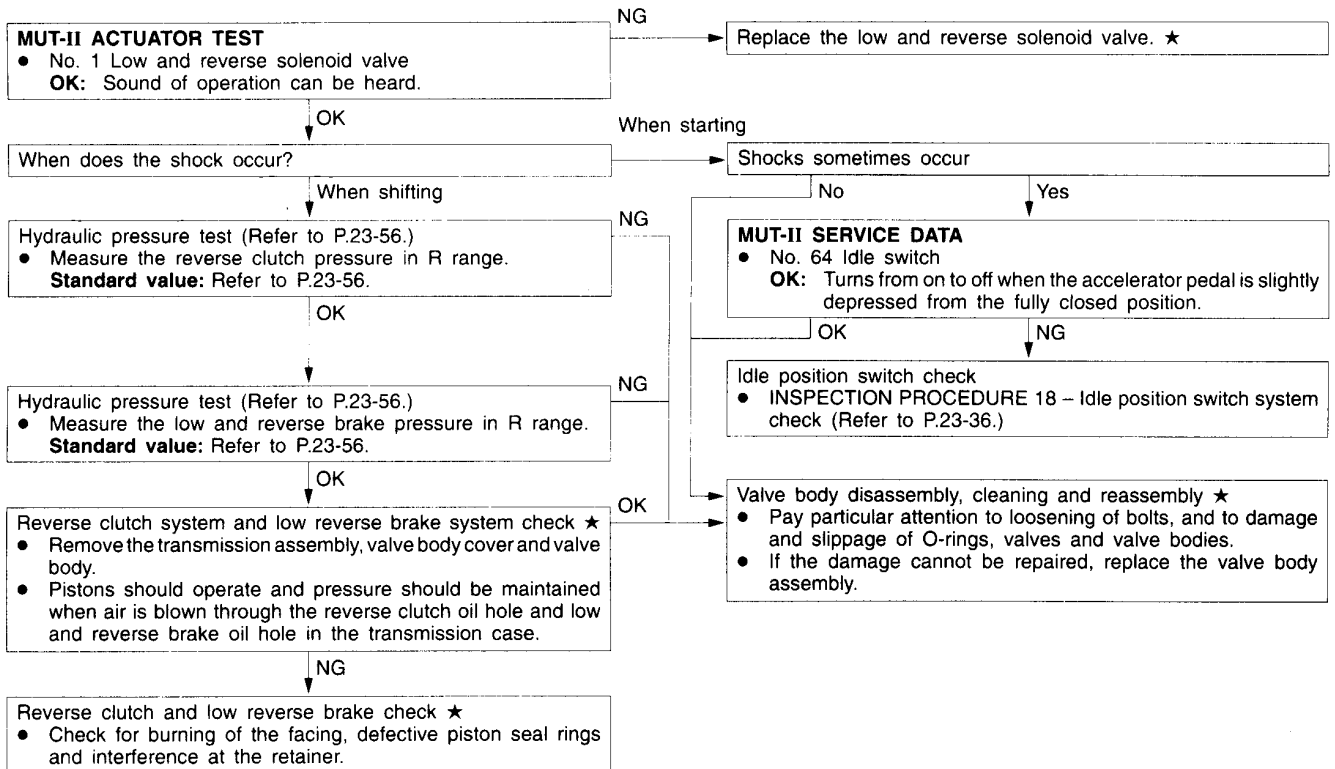 NG
MUT-II ACTUATOR TEST
● No. 1 Low and reverse solenoid valve
OK: Sound of operation can be heard.
Replace the low and reverse solenoid valve. ★
OK
When starting
When does the shock occur?
Shocks sometimes occur
When shifting
No
Yes
NG
Hydraulic pressure test (Refer to P.23-56.)
● Measure the reverse clutch pressure in R range.
Standard value: Refer to P.23-56.
MUT-II SERVICE DATA
● No. 64 Idle switch
OK: Turns from on to off when the accelerator pedal is slightly
depressed from the fully closed position.
OK
OK
NG
NG
Hydraulic pressure test (Refer to P.23-56.)
● Measure the low and reverse brake pressure in R range.
Standard value: Refer to P.23-56.
Idle position switch check
● INSPECTION PROCEDURE 18 – Idle position switch system
check (Refer to P.23-36.)
OK
OK
Reverse clutch system and low reverse brake system check ★
● Remove the transmission assembly, valve body cover and valve
body.
● Pistons should operate and pressure should be maintained
when air is blown through the reverse clutch oil hole and low
and reverse brake oil hole in the transmission case.
Valve body disassembly, cleaning and reassembly ★
● Pay particular attention to loosening of bolts, and to damage
and slippage of O-rings, valves and valve bodies.
● If the damage cannot be repaired, replace the valve body
assembly.
NG
Reverse clutch and low reverse brake check ★
● Check for burning of the facing, defective piston seal rings
and interference at the retainer.